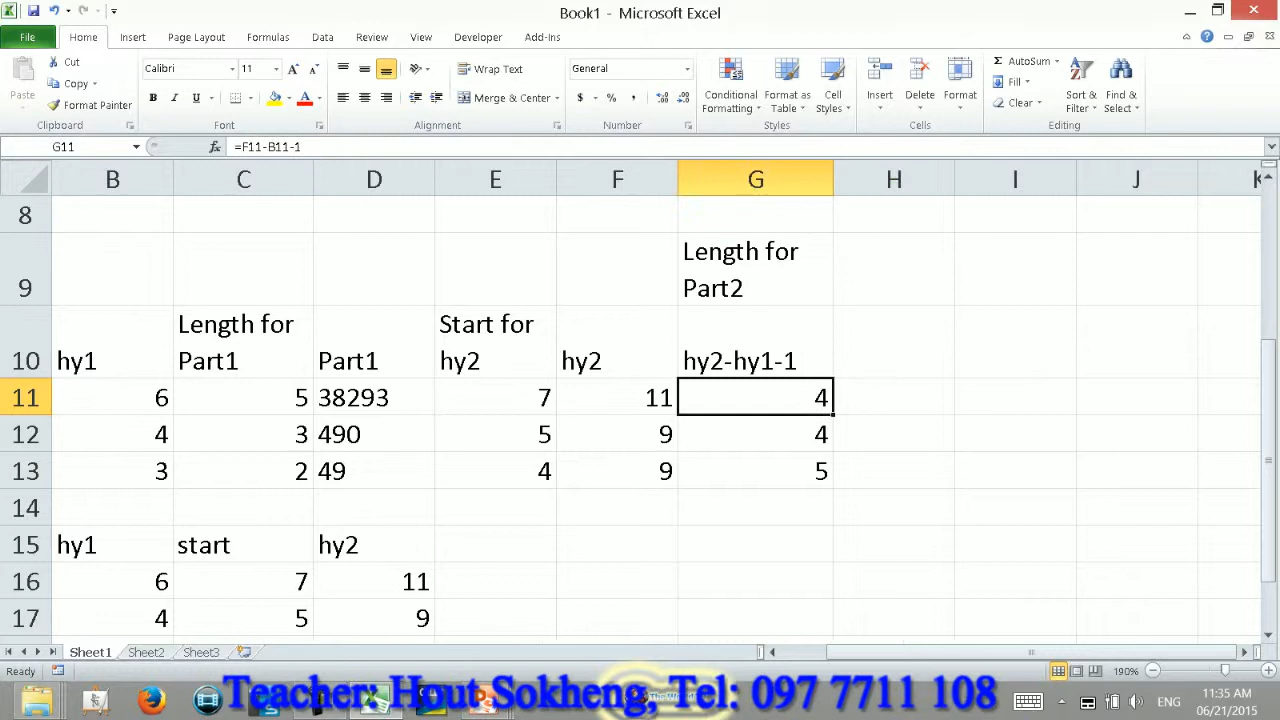 Book1 - Microsoft Excel
File Home Insert Page Layout Formulas Data Review View Developer Add-Ins
Paste
Cut
Copy
Format Painter
Clipboard
Calibri 11
B I U
Font
Wrap Text
Merge & Center
Alignment
General
$ % ,
Number
Conditional Formatting
Format as Table
Cell Styles
Styles
Insert
Delete
Format
Cells
AutoSum
Fill
Clear
Sort & Filter
Find & Select
Editing
G11 fx =F11-B11-1
B C D E F G H I J K
8
9 Length for
Part2
10 hy1 Length for Part1 Part1 Start for hy2 hy2 hy2-hy1-1
11 6 5 38293 7 11 4
12 4 3 490 5 9 4
13 3 2 49 4 9 5
14
15 hy1 start hy2
16 6 7 11
17 4 5 9
Sheet1 Sheet2 Sheet3
Ready 190%
Teacher: Hout Sokheng, Tel: 097 7711 108
ENG
11:35 AM
06/21/2015